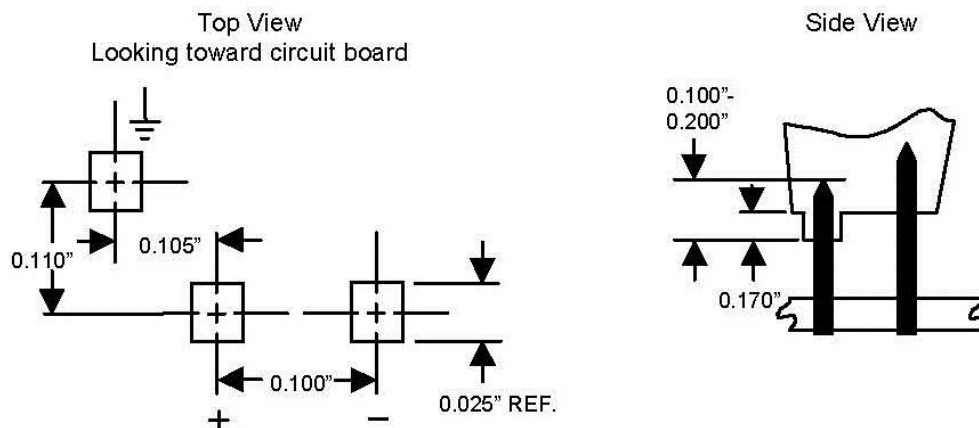 Top View
Looking toward circuit board
Side View
0.100”-
0.200”
0.105”
0.110”
0.170”
0.100”
0.025” REF.
+ −